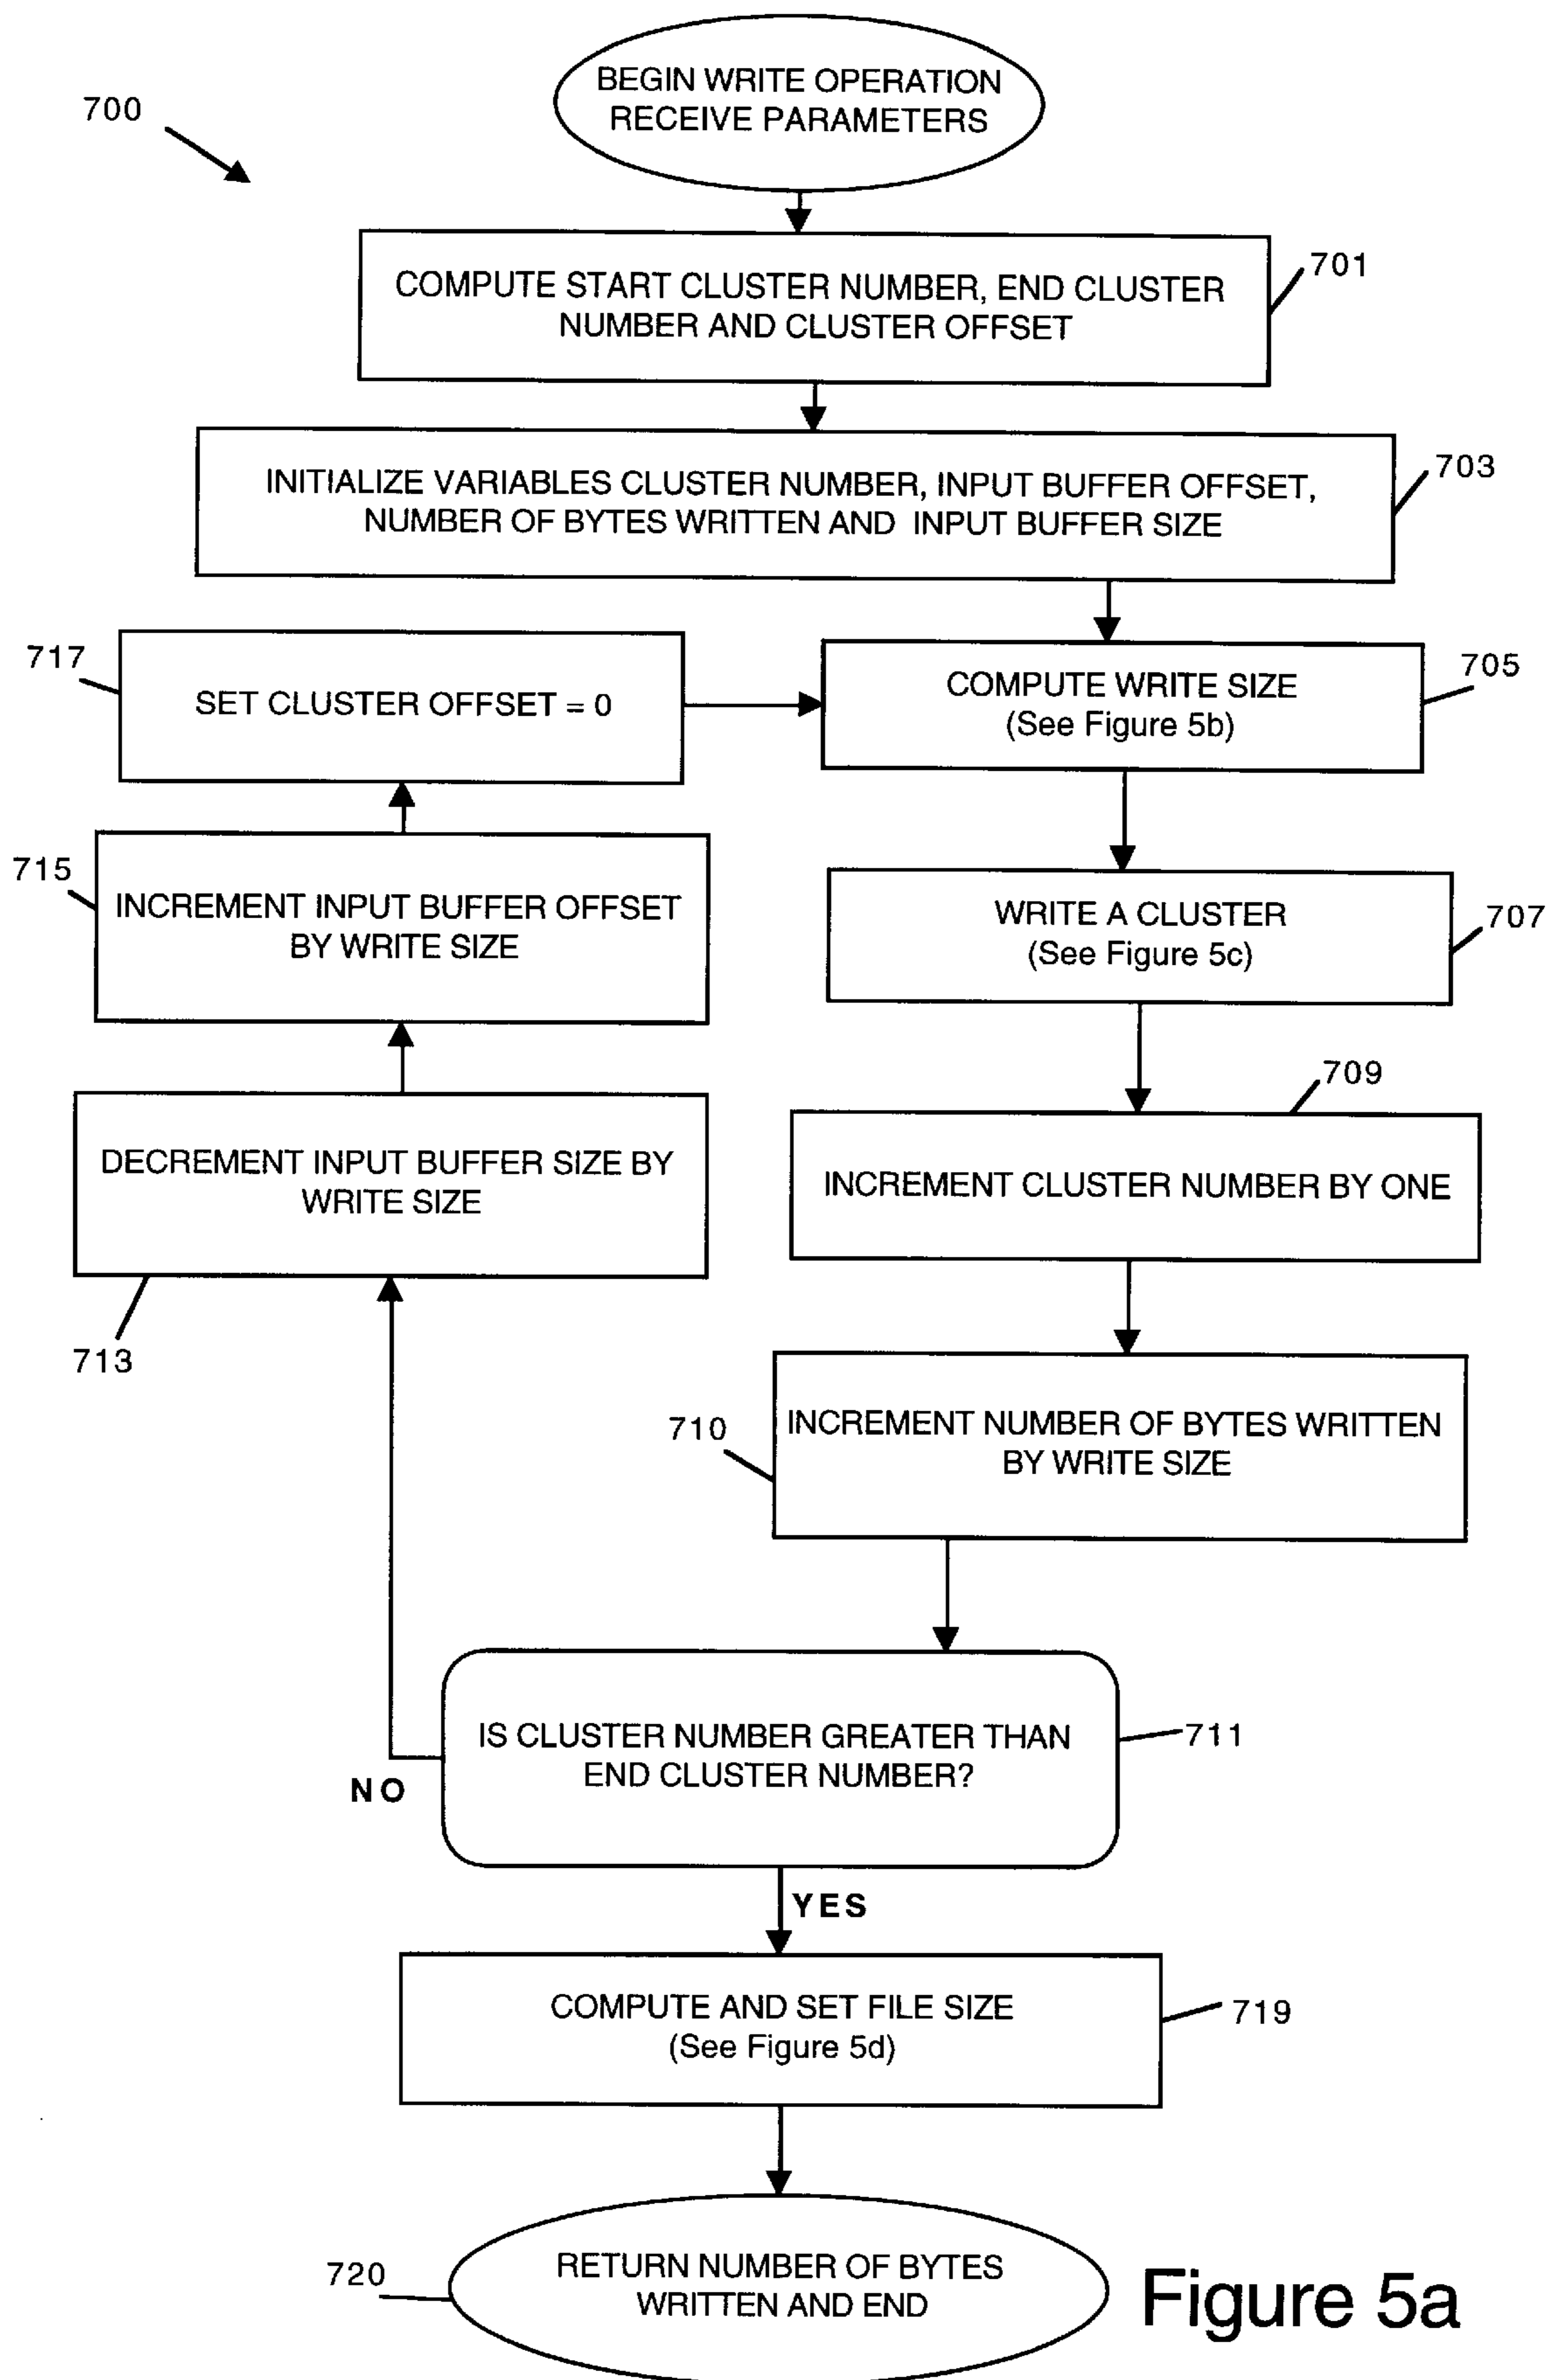 BEGIN WRITE OPERATION
RECEIVE PARAMETERS
700
COMPUTE START CLUSTER NUMBER, END CLUSTER
NUMBER AND CLUSTER OFFSET
701
INITIALIZE VARIABLES CLUSTER NUMBER, INPUT BUFFER OFFSET,
NUMBER OF BYTES WRITTEN AND INPUT BUFFER SIZE
703
717
SET CLUSTER OFFSET = 0
COMPUTE WRITE SIZE
(See Figure 5b)
705
715
INCREMENT INPUT BUFFER OFFSET
BY WRITE SIZE
WRITE A CLUSTER
(See Figure 5c)
707
709
DECREMENT INPUT BUFFER SIZE BY
WRITE SIZE
713
INCREMENT CLUSTER NUMBER BY ONE
710
INCREMENT NUMBER OF BYTES WRITTEN
BY WRITE SIZE
IS CLUSTER NUMBER GREATER THAN
END CLUSTER NUMBER?
711
NO
YES
COMPUTE AND SET FILE SIZE
(See Figure 5d)
719
720
RETURN NUMBER OF BYTES
WRITTEN AND END
Figure 5a